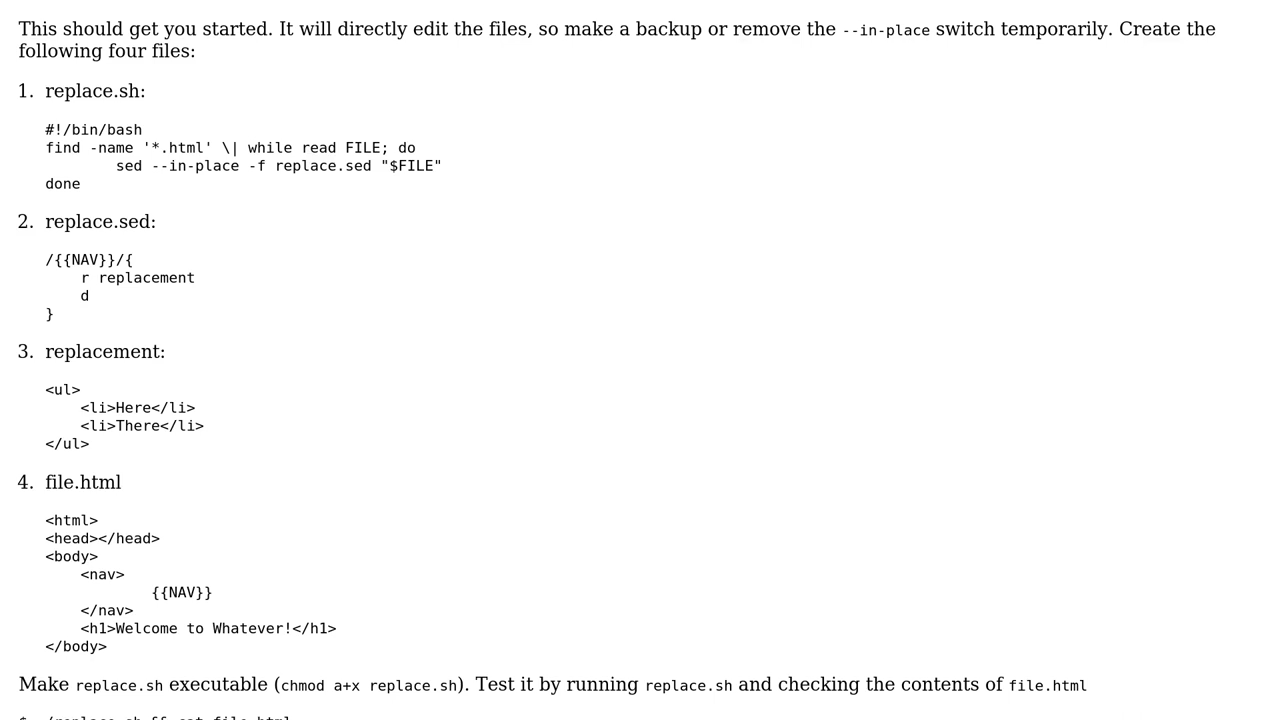 This should get you started. It will directly edit the files, so make a backup or remove the --in-place switch temporarily. Create the
following four files:
1. replace.sh:
#!/bin/bash
find -name '*.html' \| while read FILE; do
        sed --in-place -f replace.sed "$FILE"
done
2. replace.sed:
/{{NAV}}/{
    r replacement
    d
}
3. replacement:
<ul>
    <li>Here</li>
    <li>There</li>
</ul>
4. file.html
<html>
<head></head>
<body>
    <nav>
            {{NAV}}
    </nav>
    <h1>Welcome to Whatever!</h1>
</body>
Make replace.sh executable (chmod a+x replace.sh). Test it by running replace.sh and checking the contents of file.html
$ ./replace.sh && cat file.html